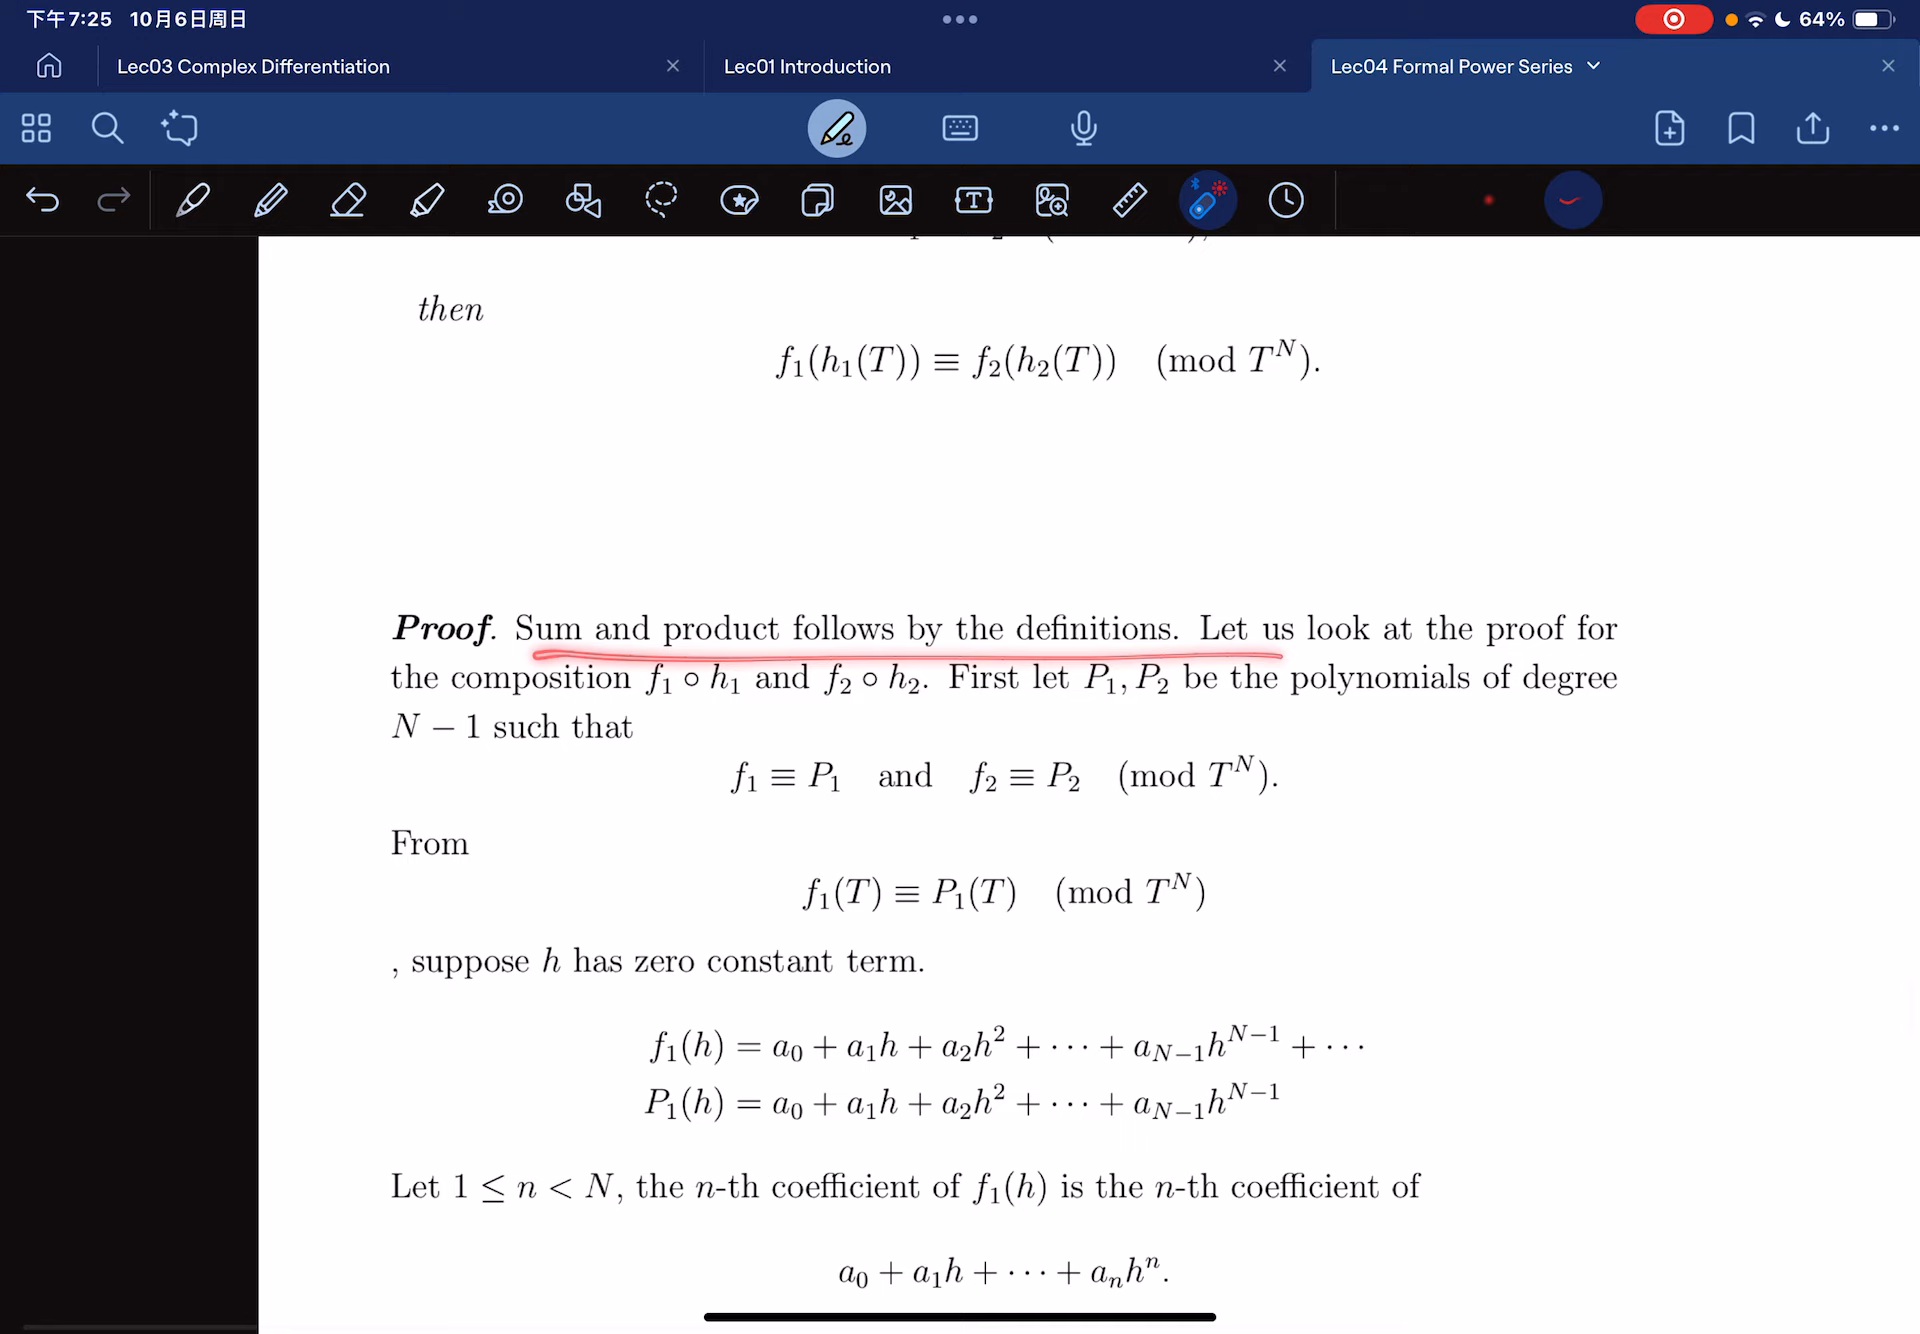 下午7:25 10月6日周日
64%
Lec03 Complex Differentiation
Lec01 Introduction
Lec04 Formal Power Series
then
f₁(h₁(T)) ≡ f₂(h₂(T)) (mod Tᴺ).
Proof. Sum and product follows by the definitions. Let us look at the proof for
the composition f₁ ∘ h₁ and f₂ ∘ h₂. First let P₁, P₂ be the polynomials of degree
N − 1 such that
f₁ ≡ P₁ and f₂ ≡ P₂ (mod Tᴺ).
From
f₁(T) ≡ P₁(T) (mod Tᴺ)
, suppose h has zero constant term.
f₁(h) = a₀ + a₁h + a₂h² + ··· + a_{N−1}h^{N−1} + ···
P₁(h) = a₀ + a₁h + a₂h² + ··· + a_{N−1}h^{N−1}
Let 1 ≤ n < N, the n-th coefficient of f₁(h) is the n-th coefficient of
a₀ + a₁h + ··· + aₙhⁿ.